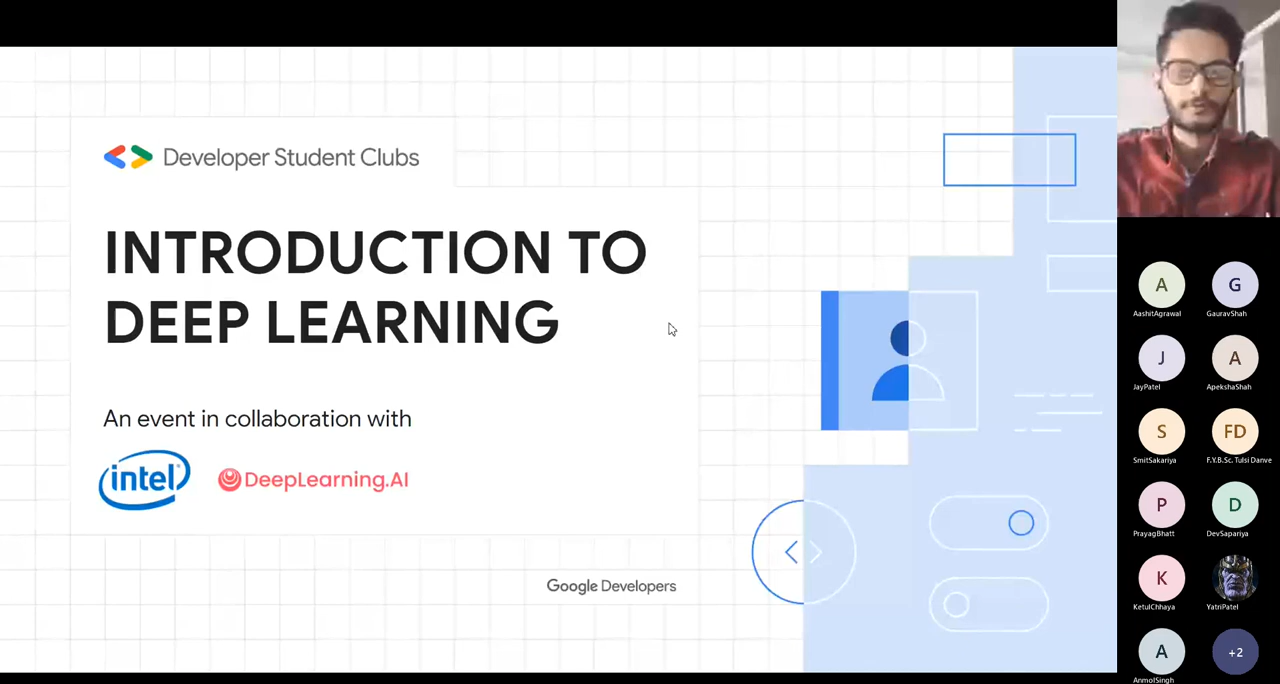 Developer Student Clubs
INTRODUCTION TO
DEEP LEARNING
An event in collaboration with
intel®
DeepLearning.AI
Google Developers
A
AashitAgrawal
G
GauravShah
J
JayPatel
A
ApekshaShah
S
SmitSakariya
FD
F.Y.B.Sc. Tulsi Danve
P
PrayagBhatt
D
DevSapariya
K
KetulChhaya
YatriPatel
A
AnmolSingh
+2